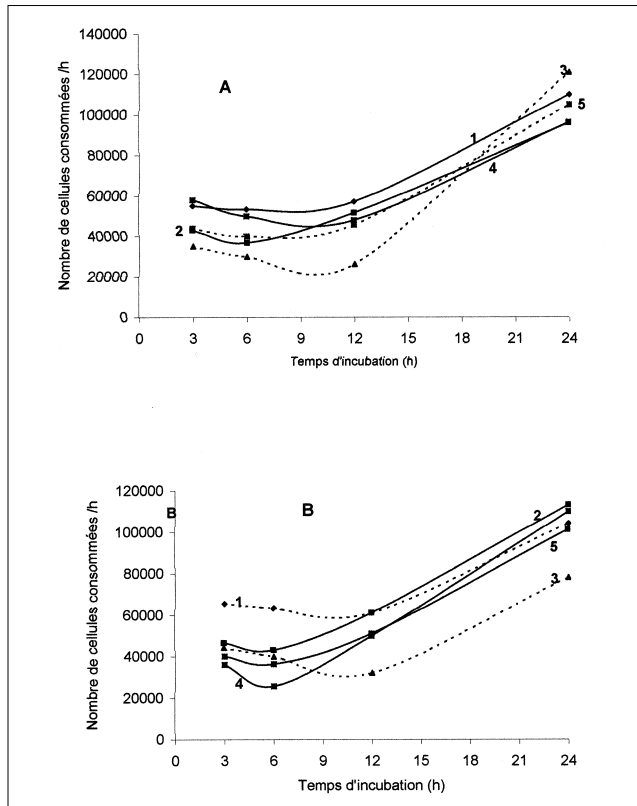 140000
120000
100000
80000
60000
40000
20000
0
Nombre de cellules consommées /h
A
1
2
3
4
5
0 3 6 9 12 15 18 21 24
Temps d'incubation (h)
120000
100000
80000
60000
40000
20000
0
Nombre de cellules consommées /h
B
B
1
2
3
4
5
0 3 6 9 12 15 18 21 24
Temps d'incubation (h)